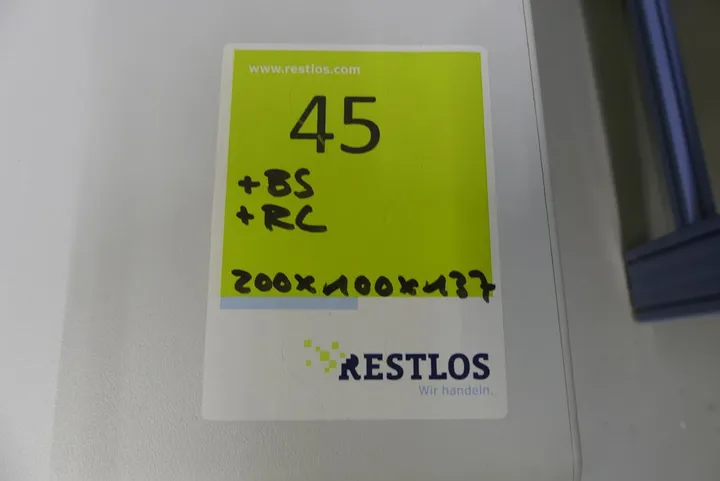 www.restlos.com
45
+BS
+RC
200x100x137
RESTLOS
Wir handeln.